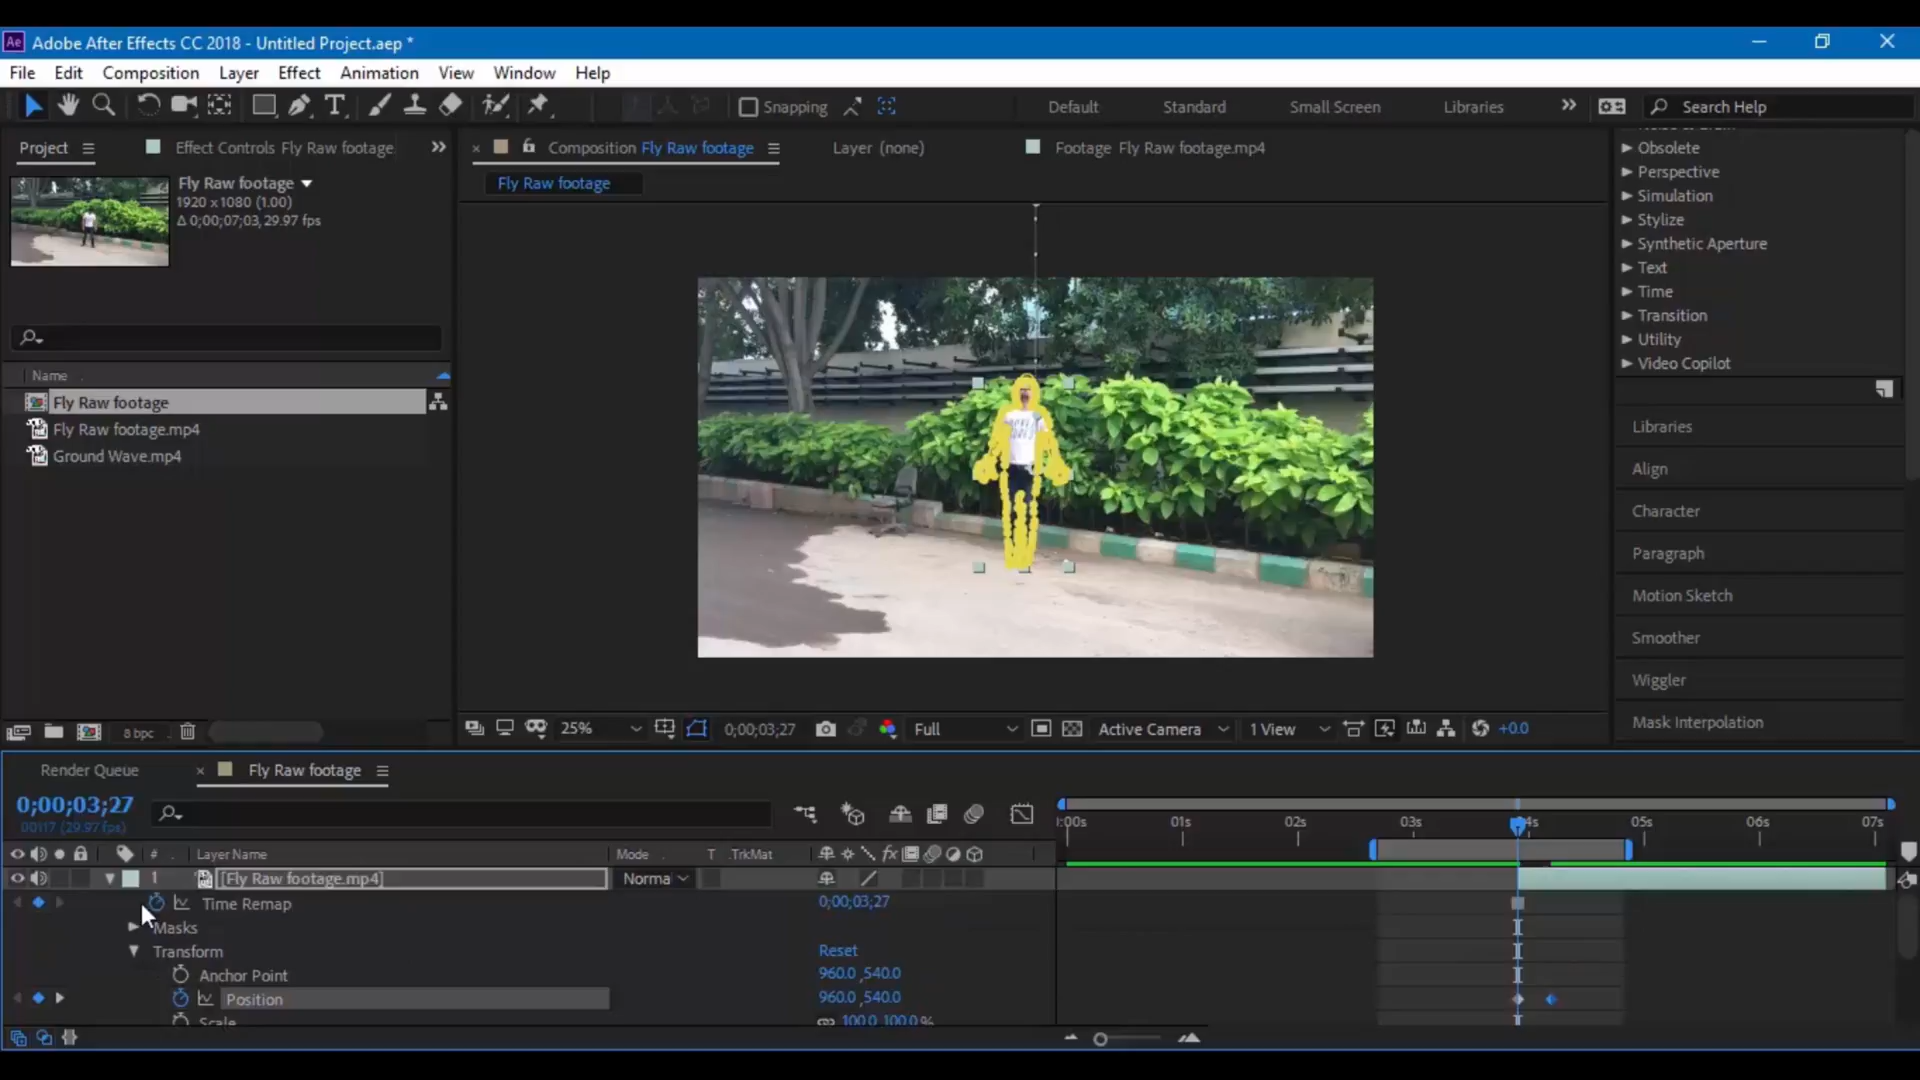 Ae Adobe After Effects CC 2018 - Untitled Project.aep *
File Edit Composition Layer Effect Animation View Window Help
T Snapping Default Standard Small Screen Libraries Search Help
Project Effect Controls Fly Raw footage Composition Fly Raw footage Layer (none) Footage Fly Raw footage.mp4
Fly Raw footage
1920 x 1080 (1.00)
Δ 0;00;07;03, 29.97 fps
Fly Raw footage
Obsolete
Perspective
Simulation
Stylize
Synthetic Aperture
Text
Time
Transition
Utility
Video Copilot
Name
Fly Raw footage
Fly Raw footage.mp4
Ground Wave.mp4
Libraries
Align
Character
Paragraph
Motion Sketch
Smoother
Wiggler
Mask Interpolation
8 bpc
25% 0;00;03;27 Full Active Camera 1 View +0.0
Render Queue Fly Raw footage
0;00;03;27
00117 (29.97 fps)
:00s 01s 02s 03s 04s 05s 06s 07s
# Layer Name Mode T .TrkMat fx
1 [Fly Raw footage.mp4] Norma
Time Remap 0;00;03;27
Masks
Transform Reset
Anchor Point 960.0 ,540.0
Position 960.0 ,540.0
Scale 100.0,100.0%